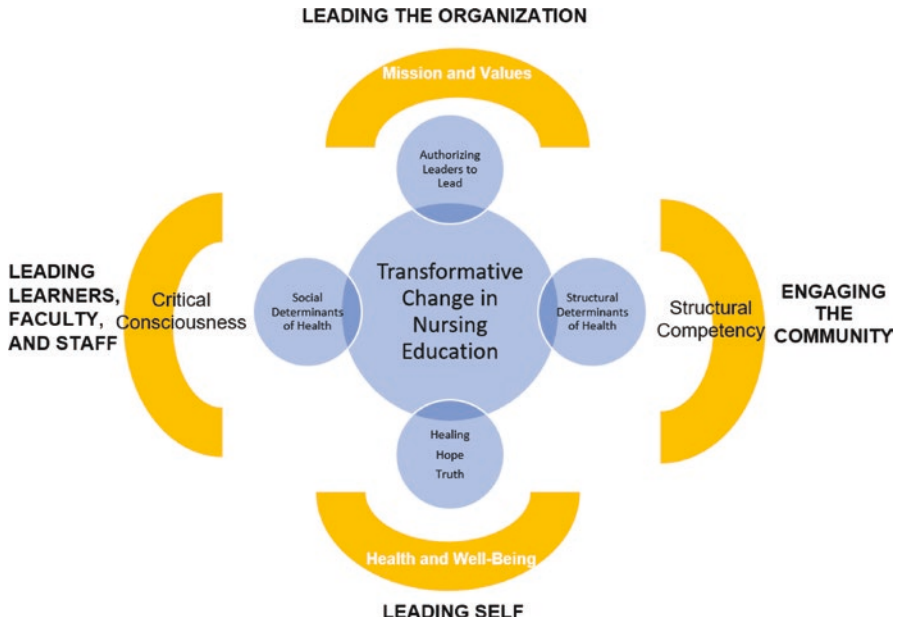 LEADING THE ORGANIZATION
Mission and Values
Authorizing
Leaders to
Lead
LEADING
LEARNERS,
FACULTY,
AND STAFF
Critical
Consciousness
Social
Determinants
of Health
Transformative
Change in
Nursing
Education
Structural
Determinants
of Health
Structural
Competency
ENGAGING
THE
COMMUNITY
Healing
Hope
Truth
Health and Well-Being
LEADING SELF